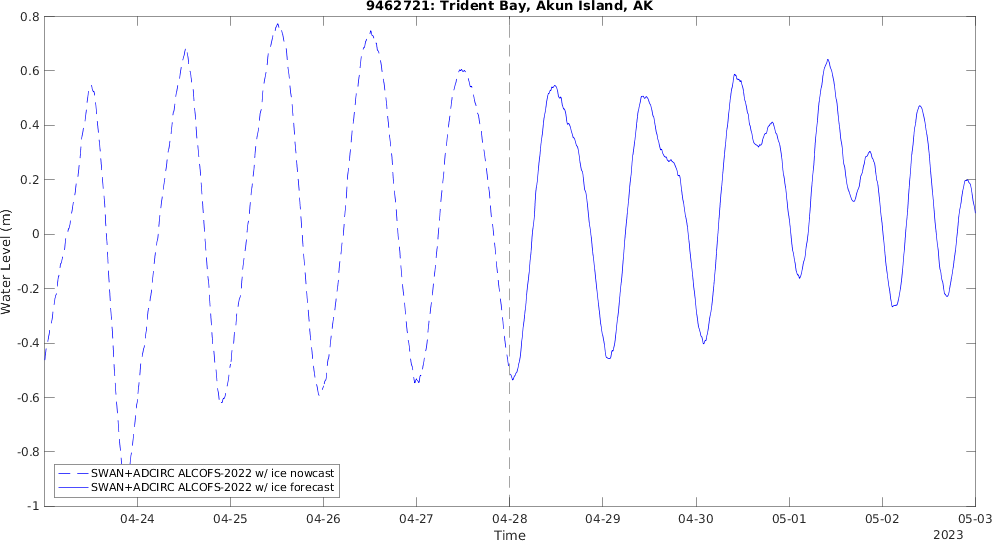 9462721: Trident Bay, Akun Island, AK
0.8
0.6
0.4
0.2
0
-0.2
-0.4
-0.6
-0.8
-1
Water Level (m)
SWAN+ADCIRC ALCOFS-2022 w/ ice nowcast
SWAN+ADCIRC ALCOFS-2022 w/ ice forecast
04-24 04-25 04-26 04-27 04-28 04-29 04-30 05-01 05-02 05-03
Time
2023